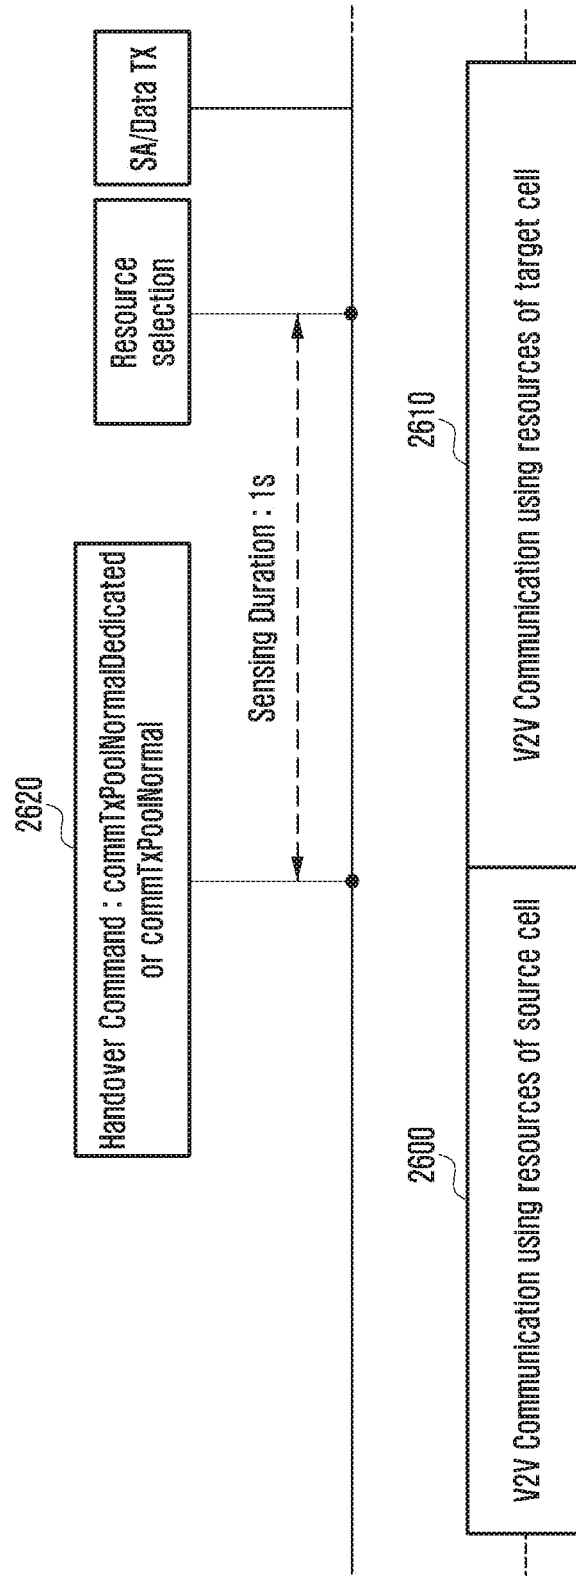 2620
Handover Command : commTxPoolNormalDedicated
or commTxPoolNormal
Resource
selection
SA/Data TX
Sensing Duration : 1s
2600
2610
V2V Communication using resources of source cell
V2V Communication using resources of target cell